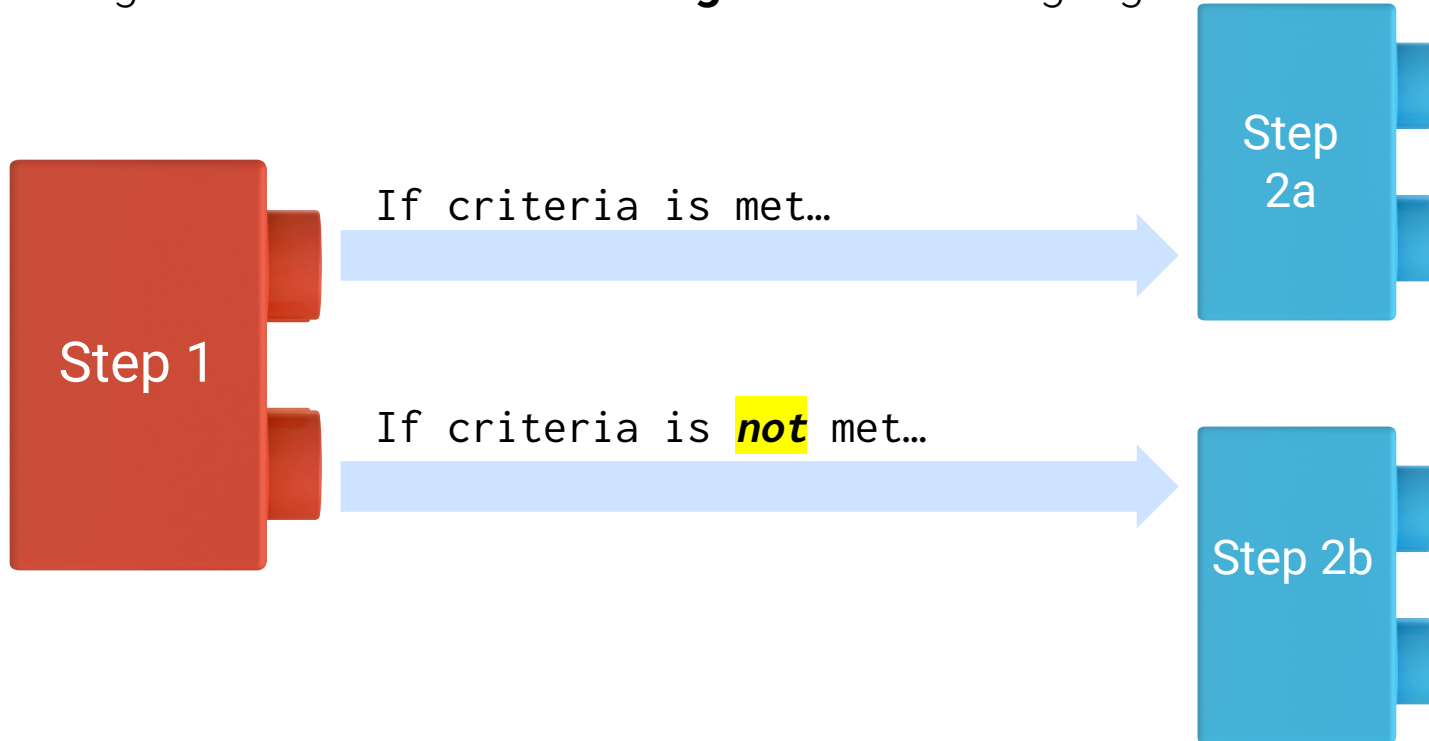 Step 1
If criteria is met…
Step
2a
If criteria is not met…
Step 2b